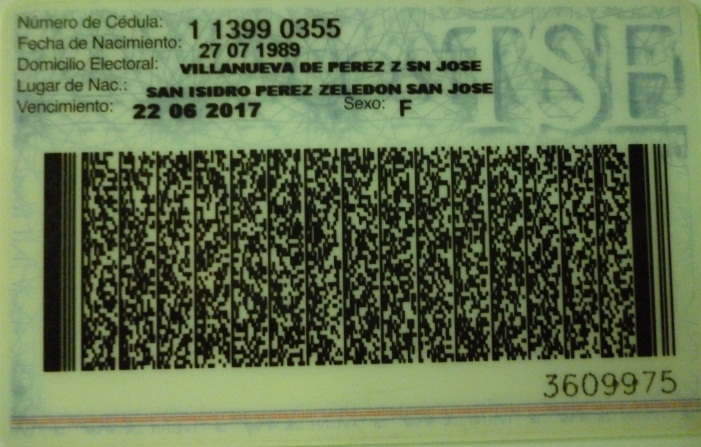 Número de Cédula: 1 1399 0355
Fecha de Nacimiento: 27 07 1989
Domicilio Electoral: VILLANUEVA DE PEREZ Z SN JOSE
Lugar de Nac.: SAN ISIDRO PEREZ ZELEDON SAN JOSE
Vencimiento: 22 06 2017 Sexo: F
TSE
3609975